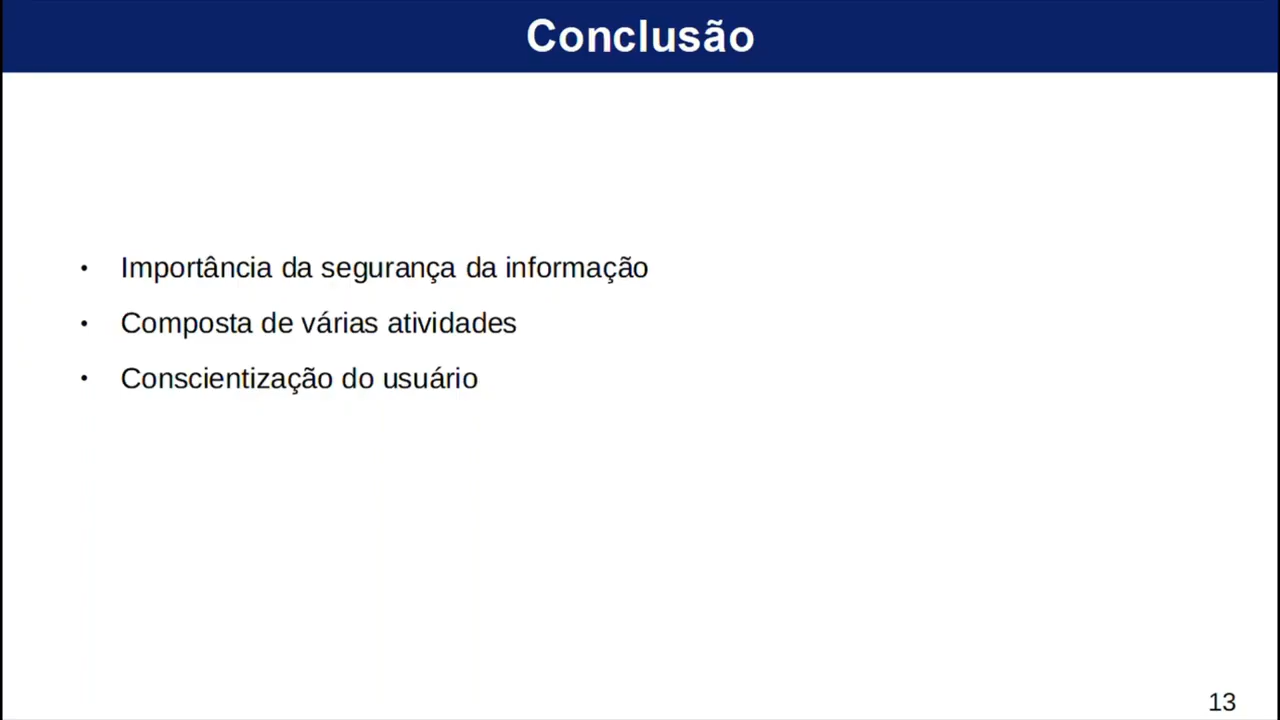 Conclusão
• Importância da segurança da informação
• Composta de várias atividades
• Conscientização do usuário
13